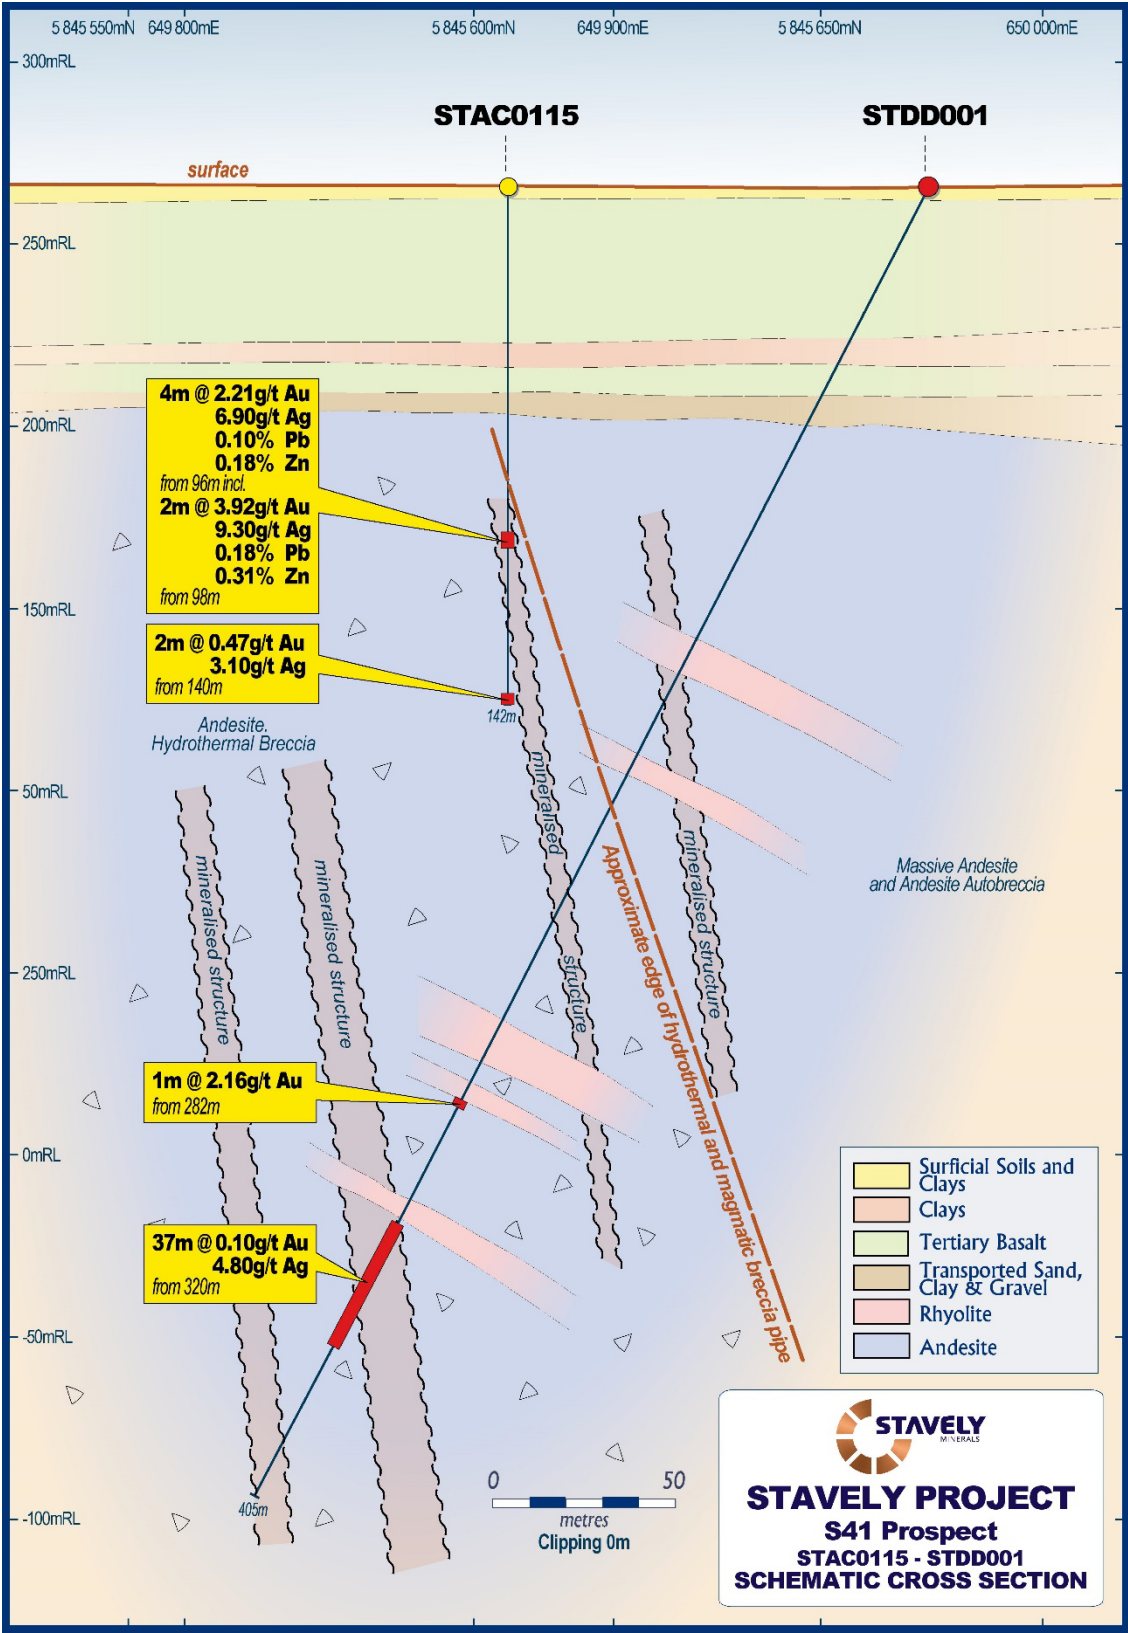 5 845 550mN 649 800mE 5 845 600mN 649 900mE 5 845 650mN 650 000mE
300mRL
STAC0115 STDD001
surface
250mRL
200mRL
4m @ 2.21g/t Au
6.90g/t Ag
0.10% Pb
0.18% Zn
from 96m incl.
2m @ 3.92g/t Au
9.30g/t Ag
0.18% Pb
0.31% Zn
from 98m
150mRL
2m @ 0.47g/t Au
3.10g/t Ag
from 140m
142m
Andesite.
Hydrothermal Breccia
50mRL
mineralised structure
mineralised structure
mineralised structure
mineralised structure
Approximate edge of hydrothermal and magmatic breccia pipe
Massive Andesite
and Andesite Autobreccia
250mRL
1m @ 2.16g/t Au
from 282m
0mRL
37m @ 0.10g/t Au
4.80g/t Ag
from 320m
-50mRL
405m
-100mRL
Surficial Soils and
Clays
Clays
Tertiary Basalt
Transported Sand,
Clay & Gravel
Rhyolite
Andesite
0 50
metres
Clipping 0m
STAVELY
MINERALS
STAVELY PROJECT
S41 Prospect
STAC0115 - STDD001
SCHEMATIC CROSS SECTION